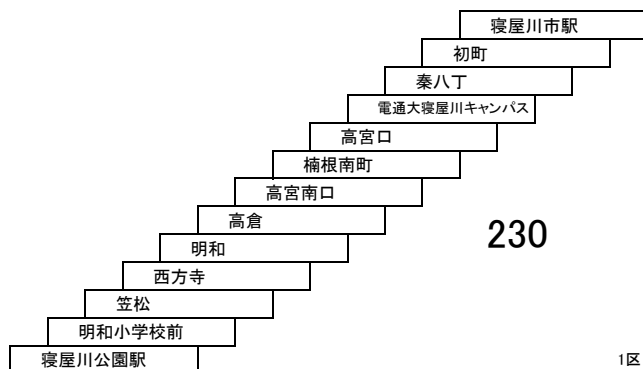 寝屋川市駅
初町
秦八丁
電通大寝屋川キャンパス
高宮口
楠根南町
高宮南口
高倉
230
明和
西方寺
笠松
明和小学校前
寝屋川公園駅
1区